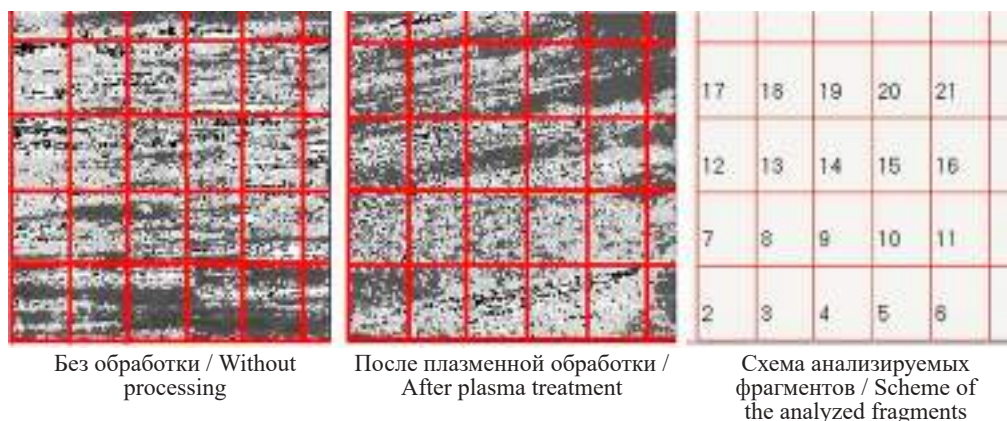 17 18 19 20 21
12 13 14 15 16
7 8 9 10 11
2 3 4 5 6
Без обработки / Without
processing
После плазменной обработки /
After plasma treatment
Схема анализируемых
фрагментов / Scheme of
the analyzed fragments